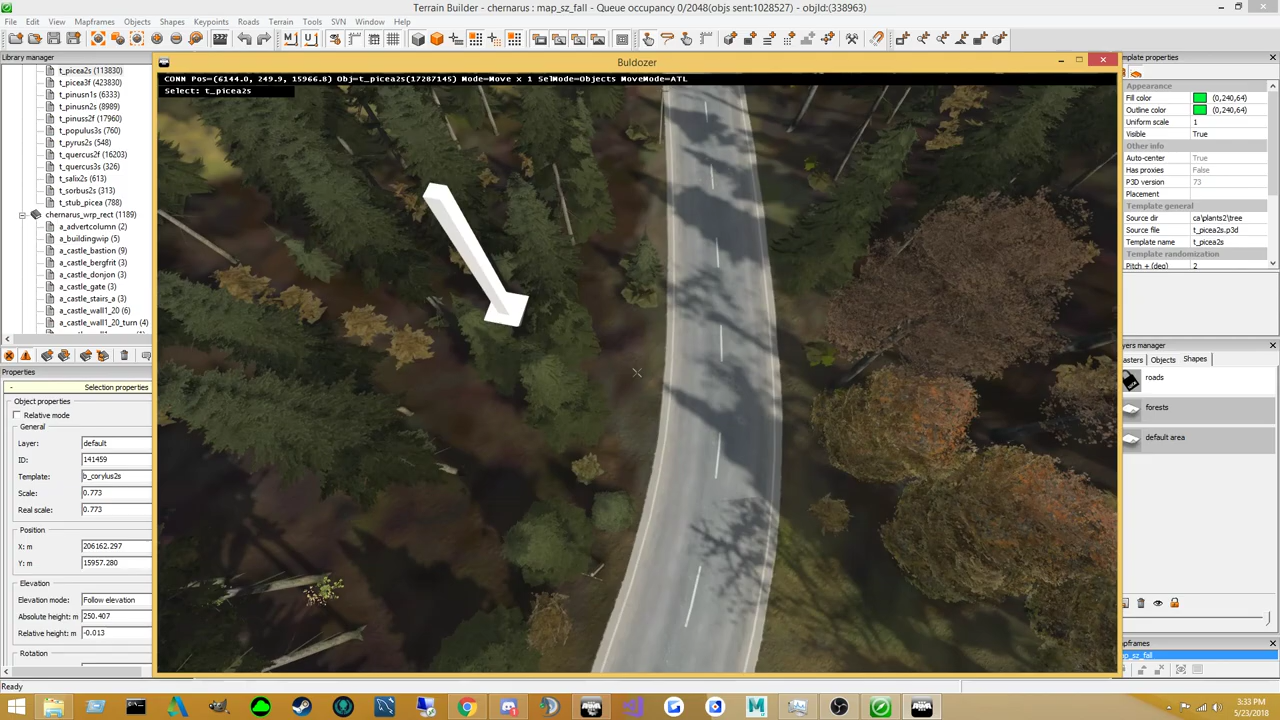 Terrain Builder - chernarus : map_sz_fall - Queue occupancy 0/2048(objs sent:1028527) - objId:(338963)
File Edit View Mapframes Objects Shapes Keypoints Roads Terrain Tools SVN Window Help
Library manager
t_picea2s (113830)
t_picea3f (423830)
t_pinusn1s (6333)
t_pinusn2s (8989)
t_pinuss2f (17960)
t_populus3s (760)
t_pyrus2s (548)
t_quercus2f (16203)
t_quercus3s (326)
t_salix2s (613)
t_sorbus2s (313)
t_stub_picea (788)
chernarus_wrp_rect (1189)
a_advertcolumn (2)
a_buildingwip (5)
a_castle_bastion (9)
a_castle_bergfrit (3)
a_castle_donjon (3)
a_castle_gate (3)
a_castle_stairs_a (3)
a_castle_wall1_20 (6)
a_castle_wall1_20_turn (4)
Properties
Selection properties
Object properties
Relative mode
General
Layer: default
ID: 141459
Template: b_corylus2s
Scale: 0.773
Real scale: 0.773
Position
X: m 206162.297
Y: m 15957.280
Elevation
Elevation mode: Follow elevation
Absolute height: m 250.407
Relative height: m -0.013
Rotation
Ready
Buldozer
CONN Pos=(6144.0, 249.9, 15966.8) Obj=t_picea2s(17287145) Mode=Move x 1 SelMode=Objects MoveMode=ATL
Select: t_picea2s
emplate properties
Appearance
Fill color (0,240,64)
Outline color (0,240,64)
Uniform scale 1
Visible True
Other info
Auto-center True
Has proxies False
P3D version 73
Placement
Template general
Source dir ca\plants2\tree
Source file t_picea2s.p3d
Template name t_picea2s
Template randomization
Pitch + (deg) 2
ayers manager
asters Objects Shapes
roads
forests
default area
apframes
ap_sz_fall
3:33 PM
5/23/2018